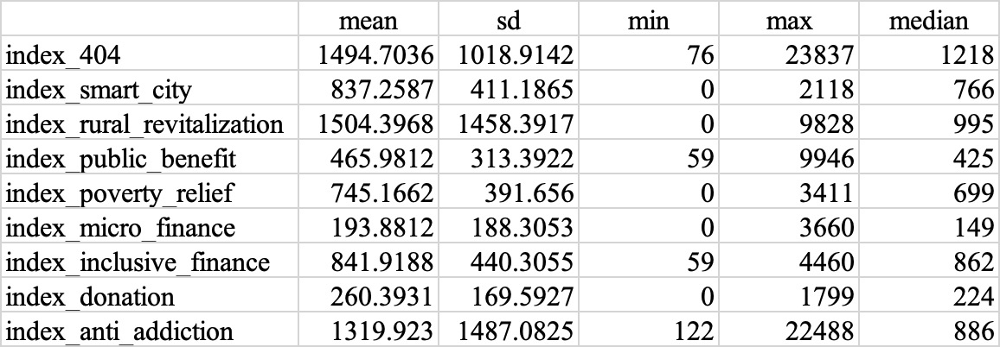 mean sd min max median
index_404 1494.7036 1018.9142 76 23837 1218
index_smart_city 837.2587 411.1865 0 2118 766
index_rural_revitalization 1504.3968 1458.3917 0 9828 995
index_public_benefit 465.9812 313.3922 59 9946 425
index_poverty_relief 745.1662 391.656 0 3411 699
index_micro_finance 193.8812 188.3053 0 3660 149
index_inclusive_finance 841.9188 440.3055 59 4460 862
index_donation 260.3931 169.5927 0 1799 224
index_anti_addiction 1319.923 1487.0825 122 22488 886